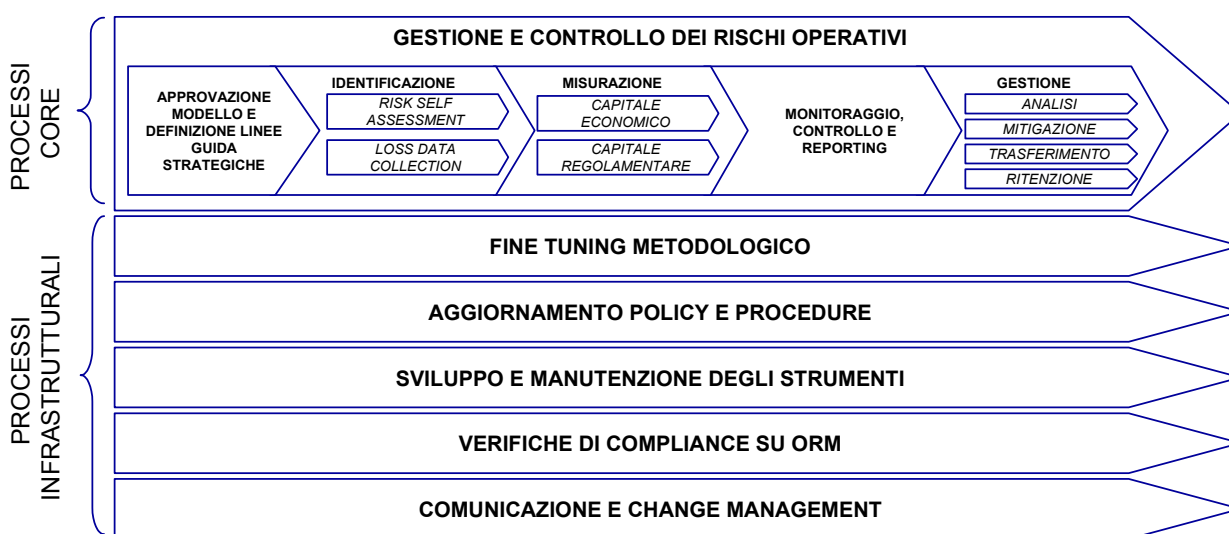 PROCESSI
CORE
GESTIONE E CONTROLLO DEI RISCHI OPERATIVI
APPROVAZIONE
MODELLO E
DEFINIZIONE LINEE
GUIDA
STRATEGICHE
IDENTIFICAZIONE
RISK SELF
ASSESSMENT
LOSS DATA
COLLECTION
MISURAZIONE
CAPITALE
ECONOMICO
CAPITALE
REGOLAMENTARE
MONITORAGGIO,
CONTROLLO E
REPORTING
GESTIONE
ANALISI
MITIGAZIONE
TRASFERIMENTO
RITENZIONE
PROCESSI
INFRASTRUTTURALI
FINE TUNING METODOLOGICO
AGGIORNAMENTO POLICY E PROCEDURE
SVILUPPO E MANUTENZIONE DEGLI STRUMENTI
VERIFICHE DI COMPLIANCE SU ORM
COMUNICAZIONE E CHANGE MANAGEMENT